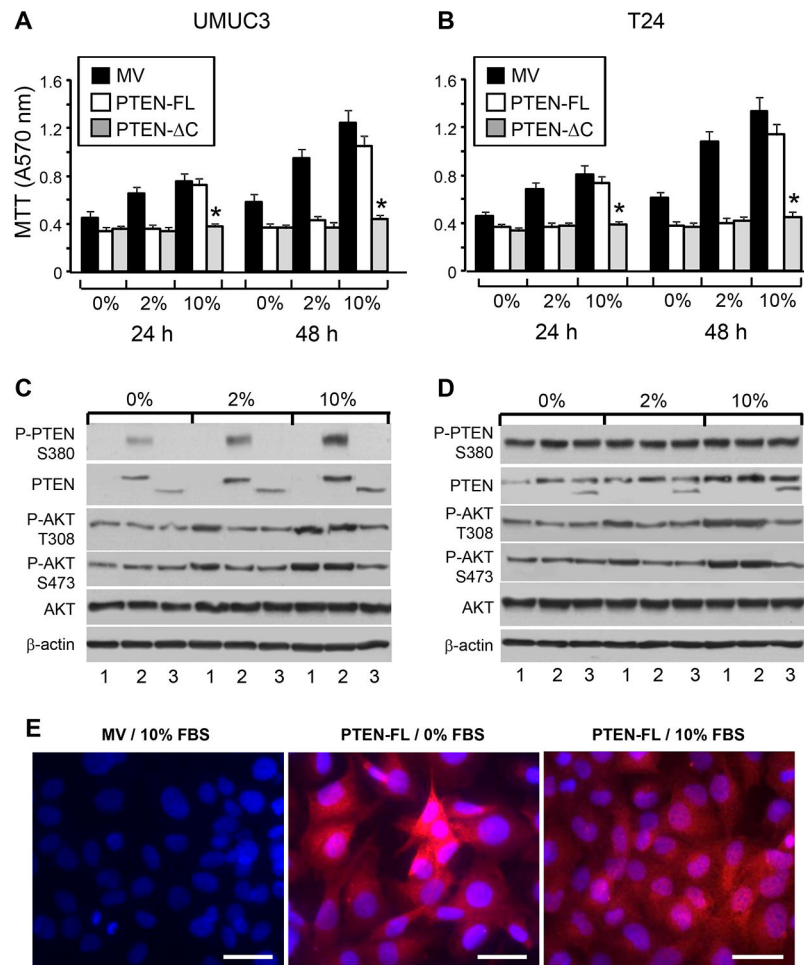 A UMUC3
MV
PTEN-FL
PTEN-ΔC
MTT (A570 nm)
1.6
1.2
0.8
0.4
0
*
*
0% 2% 10% 0% 2% 10%
24 h 48 h
B T24
MV
PTEN-FL
PTEN-ΔC
1.6
1.2
0.8
0.4
0
*
*
0% 2% 10% 0% 2% 10%
24 h 48 h
C
0% 2% 10%
P-PTEN
S380
PTEN
P-AKT
T308
P-AKT
S473
AKT
β-actin
1 2 3 1 2 3 1 2 3
D
0% 2% 10%
P-PTEN
S380
PTEN
P-AKT
T308
P-AKT
S473
AKT
β-actin
1 2 3 1 2 3 1 2 3
E
MV / 10% FBS PTEN-FL / 0% FBS PTEN-FL / 10% FBS